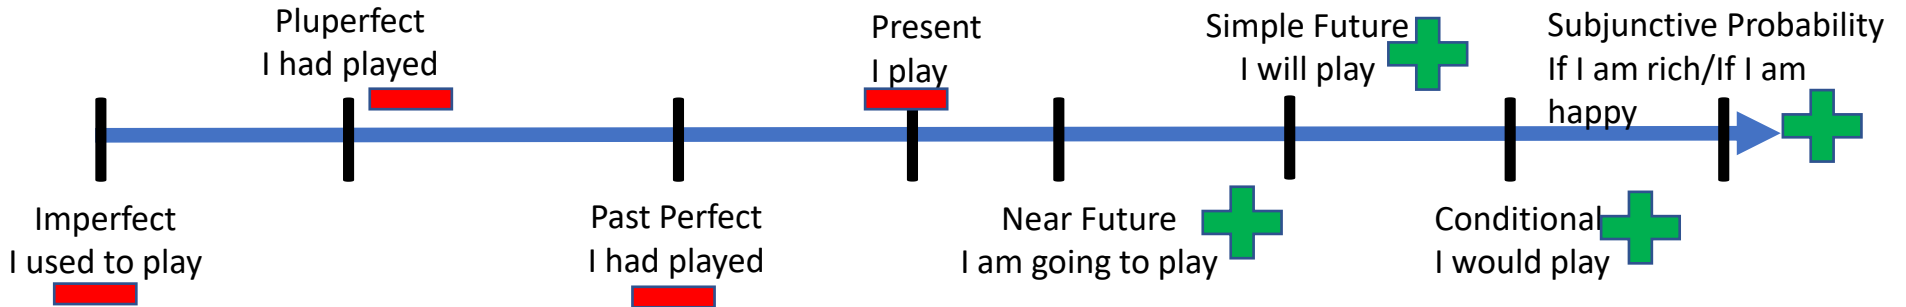 Pluperfect
I had played
Present
I play
Simple Future
I will play
Subjunctive Probability
If I am rich/If I am
happy
Imperfect
I used to play
Past Perfect
I had played
Near Future
I am going to play
Conditional
I would play